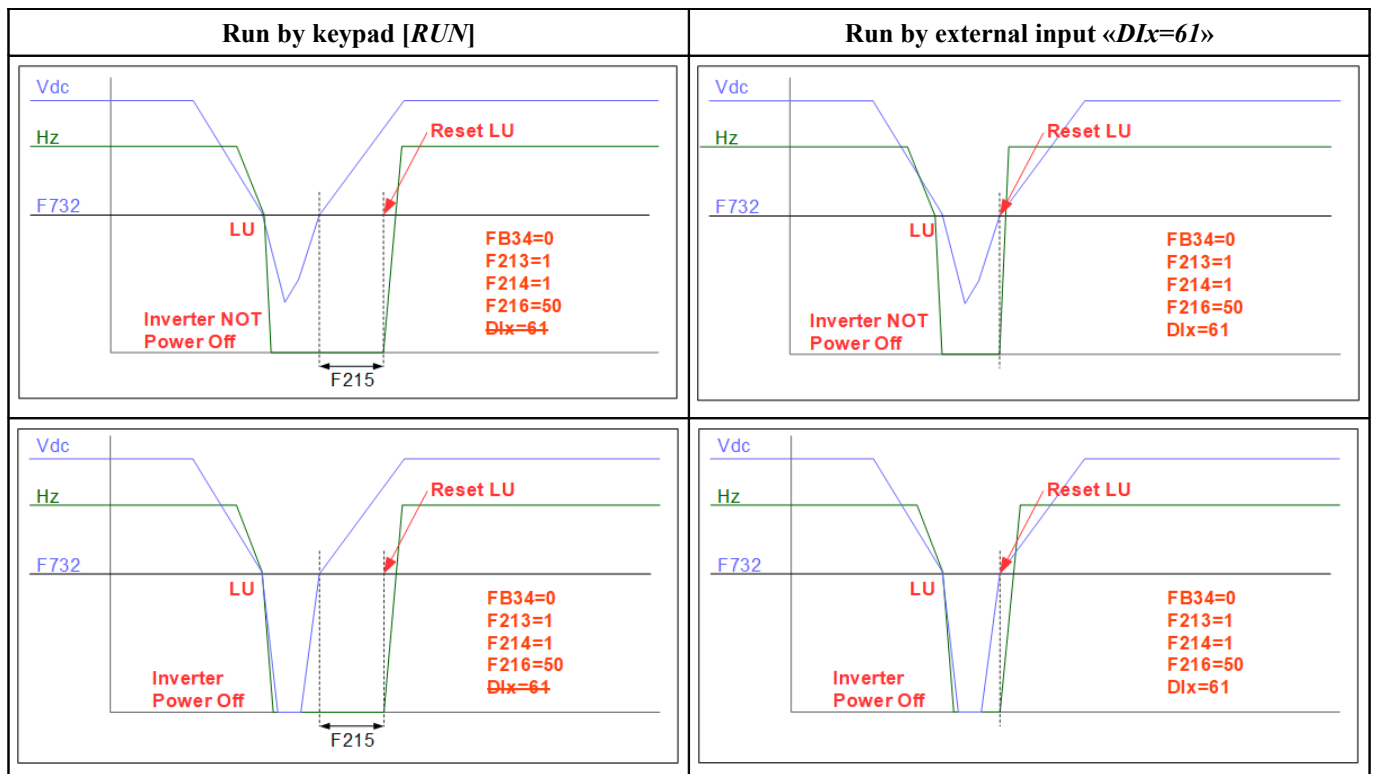 Run by keypad [RUN]
Run by external input «DIx=61»
Vdc
Hz
Reset LU
F732
LU
FB34=0
F213=1
F214=1
F216=50
DIx=61
Inverter NOT
Power Off
F215
Vdc
Hz
Reset LU
F732
LU
FB34=0
F213=1
F214=1
F216=50
DIx=61
Inverter NOT
Power Off
Vdc
Hz
Reset LU
F732
LU
FB34=0
F213=1
F214=1
F216=50
DIx=61
Inverter
Power Off
F215
Vdc
Hz
Reset LU
F732
LU
FB34=0
F213=1
F214=1
F216=50
DIx=61
Inverter
Power Off